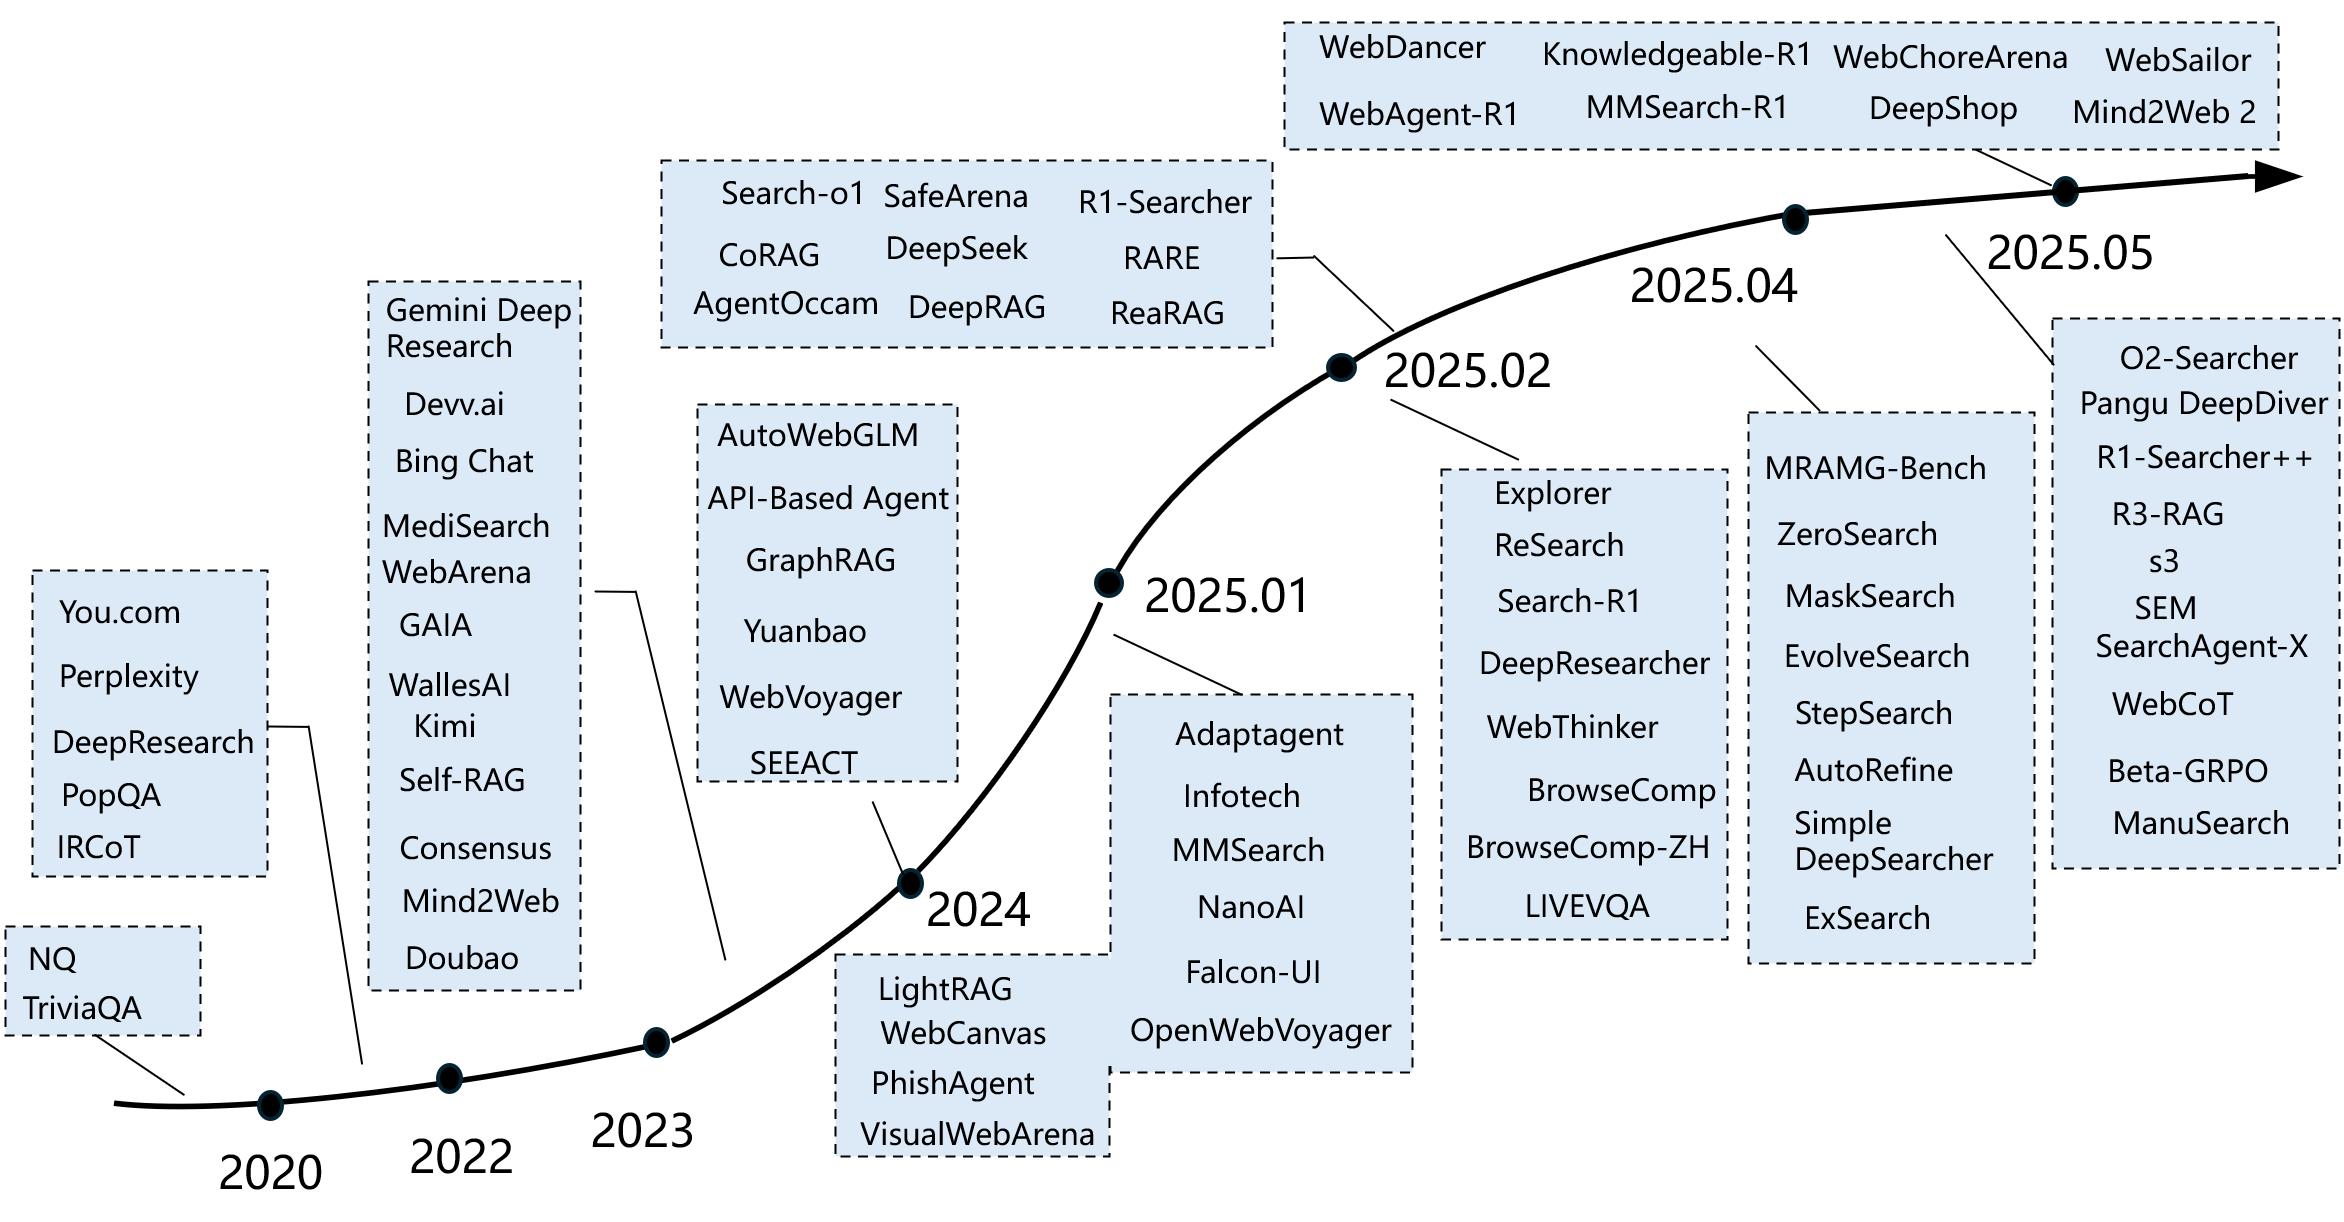 NQ
TriviaQA
You.com
Perplexity
DeepResearch
PopQA
IRCoT
Gemini Deep
Research
Devv.ai
Bing Chat
MediSearch
WebArena
GAIA
WallesAI
Kimi
Self-RAG
Consensus
Mind2Web
Doubao
AutoWebGLM
API-Based Agent
GraphRAG
Yuanbao
WebVoyager
SEEACT
LightRAG
WebCanvas
PhishAgent
VisualWebArena
Adaptagent
Infotech
MMSearch
NanoAI
Falcon-UI
OpenWebVoyager
Search-o1 SafeArena R1-Searcher
CoRAG DeepSeek RARE
AgentOccam DeepRAG ReaRAG
Explorer
ReSearch
Search-R1
DeepResearcher
WebThinker
BrowseComp
BrowseComp-ZH
LIVEVQA
MRAMG-Bench
ZeroSearch
MaskSearch
EvolveSearch
StepSearch
AutoRefine
Simple
DeepSearcher
ExSearch
O2-Searcher
Pangu DeepDiver
R1-Searcher++
R3-RAG
s3
SEM
SearchAgent-X
WebCoT
Beta-GRPO
ManuSearch
WebDancer Knowledgeable-R1 WebChoreArena WebSailor
WebAgent-R1 MMSearch-R1 DeepShop Mind2Web 2
2020
2022
2023
2024
2025.01
2025.02
2025.04
2025.05